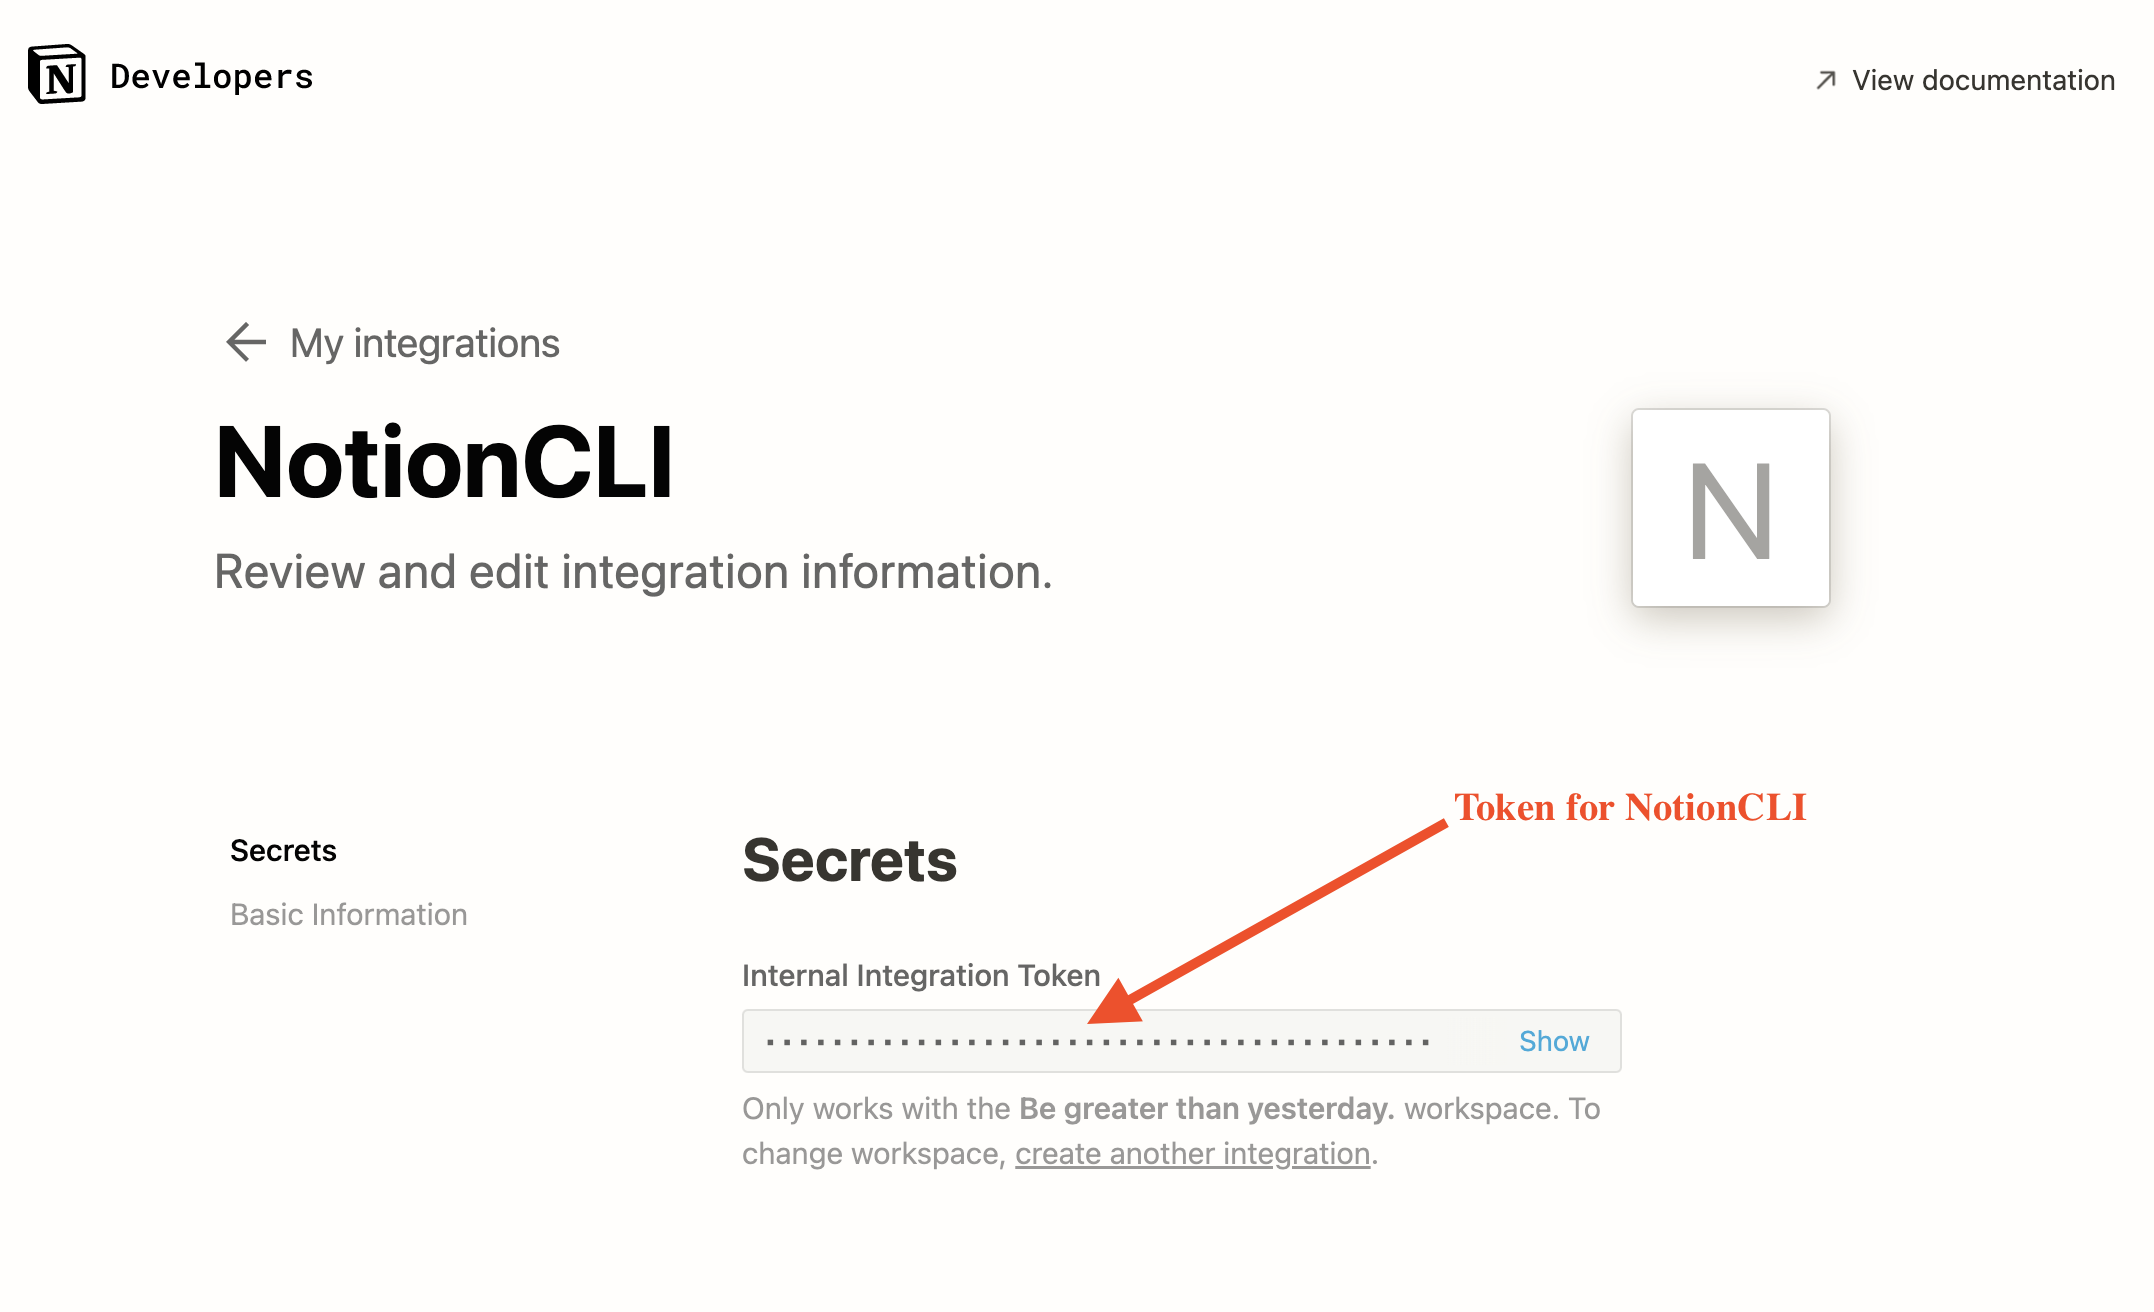 N Developers
View documentation
My integrations
NotionCLI
Review and edit integration information.
N
Token for NotionCLI
Secrets
Basic Information
Secrets
Internal Integration Token
Show
Only works with the Be greater than yesterday. workspace. To
change workspace, create another integration.